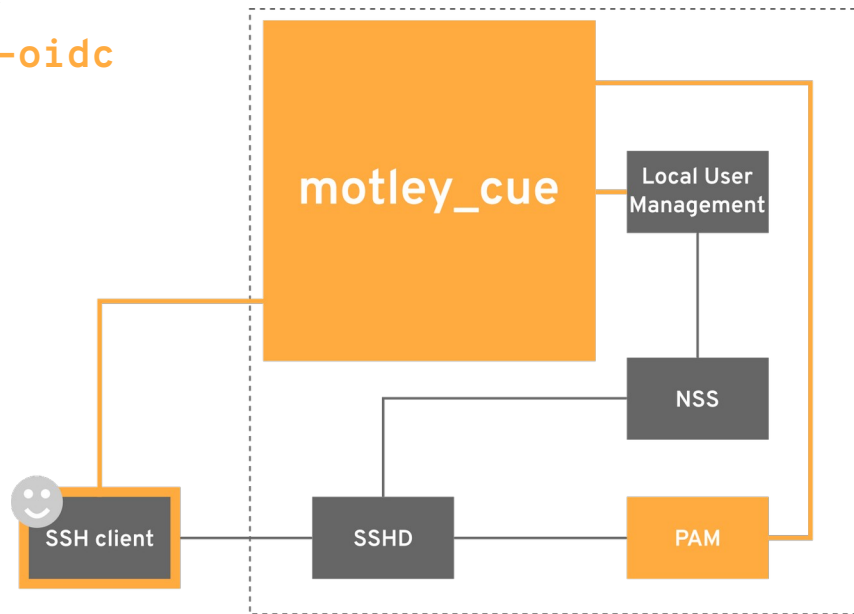 -oidc
motley_cue
Local User
Management
NSS
SSH client
SSHD
PAM